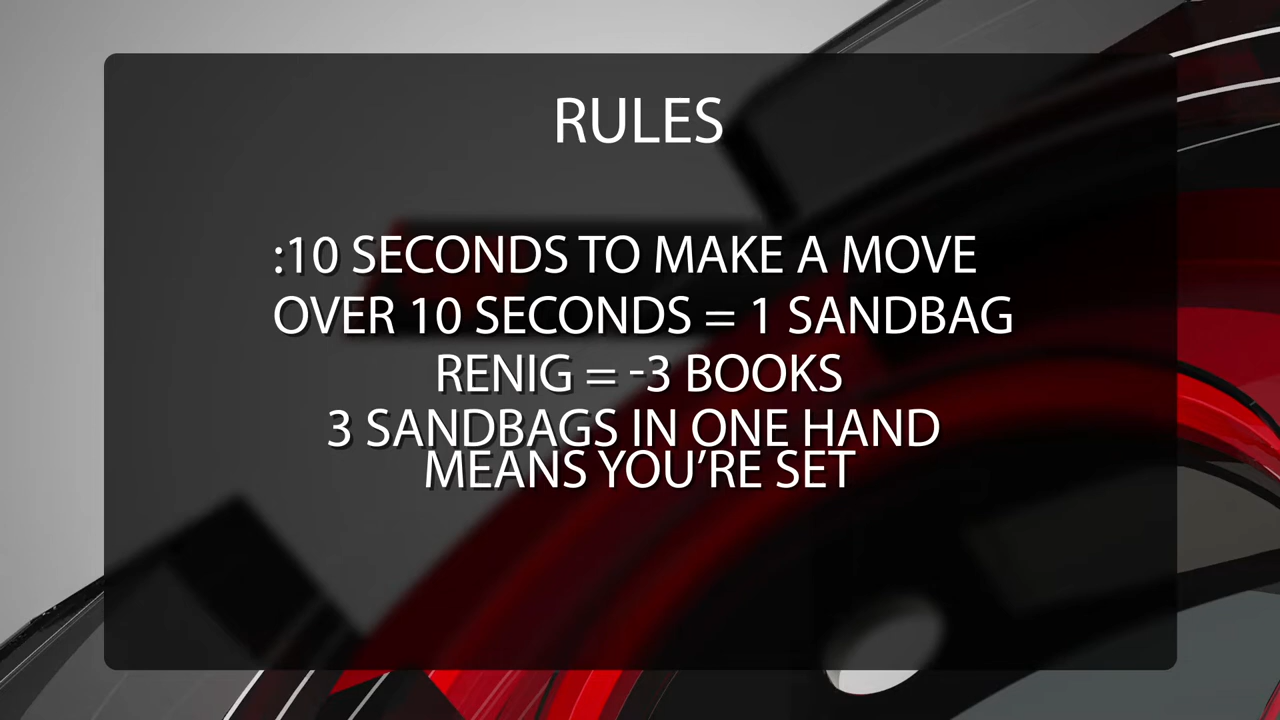 RULES
:10 SECONDS TO MAKE A MOVE
OVER 10 SECONDS = 1 SANDBAG
RENIG = -3 BOOKS
3 SANDBAGS IN ONE HAND
MEANS YOU'RE SET